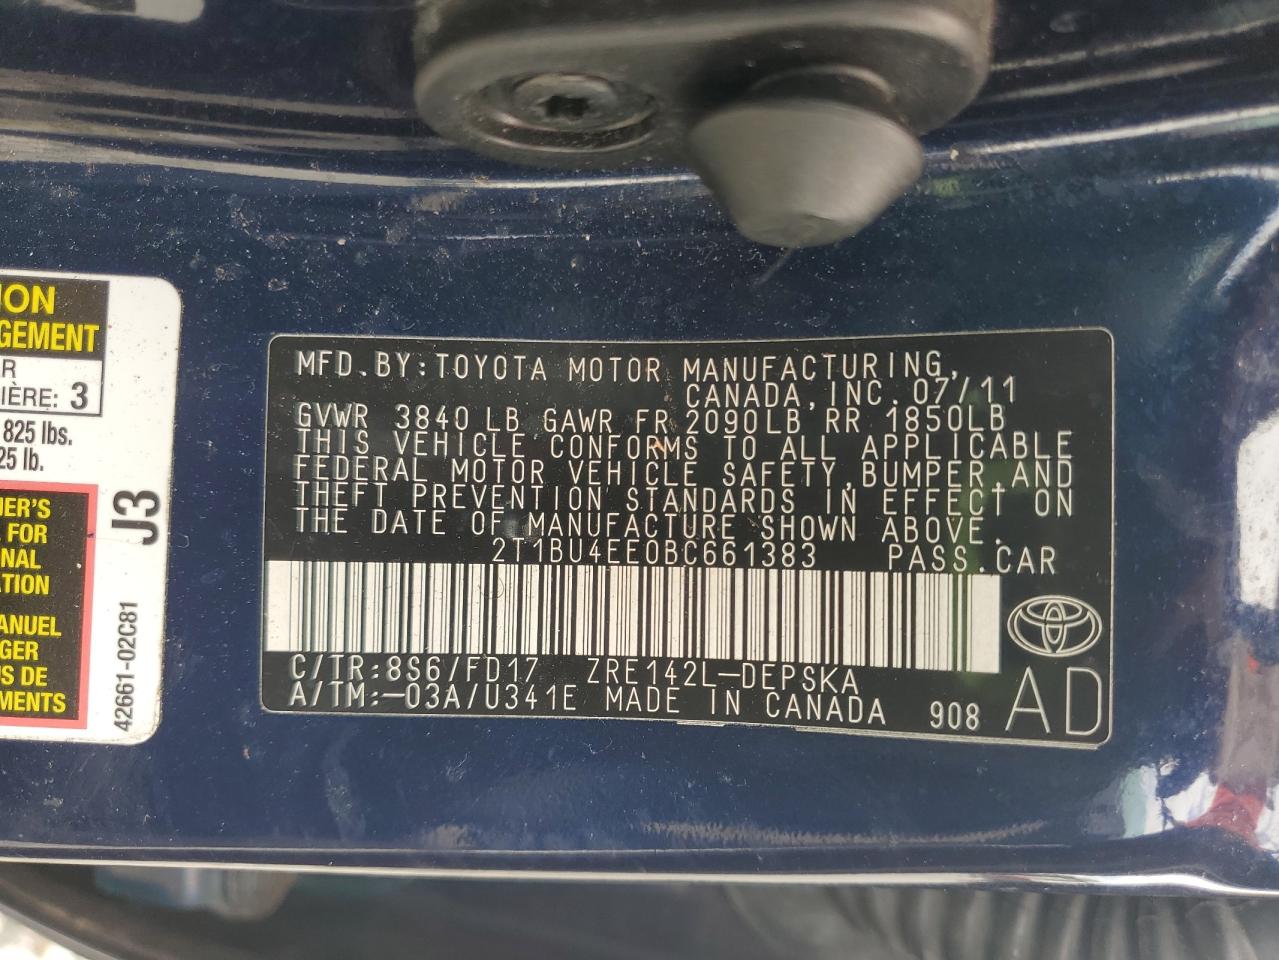 ION
GEMENT
R
IÈRE: 3
825 lbs.
25 lb.
ER'S
FOR
NAL
TION
ANUEL
GER
S DE
MENTS
J3
42661-02C81
MFD. BY: TOYOTA MOTOR MANUFACTURING,
CANADA, INC. 07/11
GVWR 3840 LB GAWR FR 2090LB RR 1850LB
THIS VEHICLE CONFORMS TO ALL APPLICABLE
FEDERAL MOTOR VEHICLE SAFETY, BUMPER, AND
THEFT PREVENTION STANDARDS IN EFFECT ON
THE DATE OF MANUFACTURE SHOWN ABOVE.
2T1BU4EE0BC661383 PASS. CAR
C/TR: 8S6/FD17 ZRE142L-DEPSKA
A/TM: -03A/U341E MADE IN CANADA 908 AD